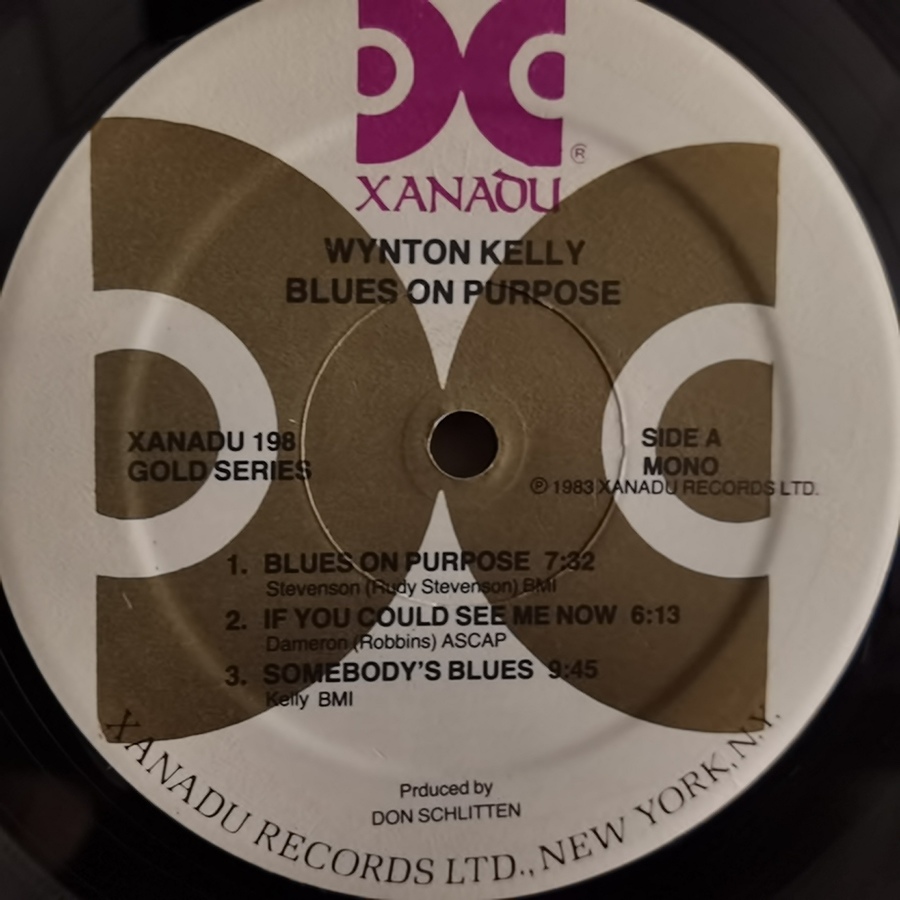 ®
XANADU
WYNTON KELLY
BLUES ON PURPOSE
XANADU 198
GOLD SERIES
SIDE A
MONO
℗ 1983 XANADU RECORDS LTD.
1. BLUES ON PURPOSE 7:32
Stevenson (Rudy Stevenson) BMI
2. IF YOU COULD SEE ME NOW 6:13
Dameron (Robbins) ASCAP
3. SOMEBODY'S BLUES 9:45
Kelly BMI
Prduced by
DON SCHLITTEN
XANADU RECORDS LTD., NEW YORK, N.Y.